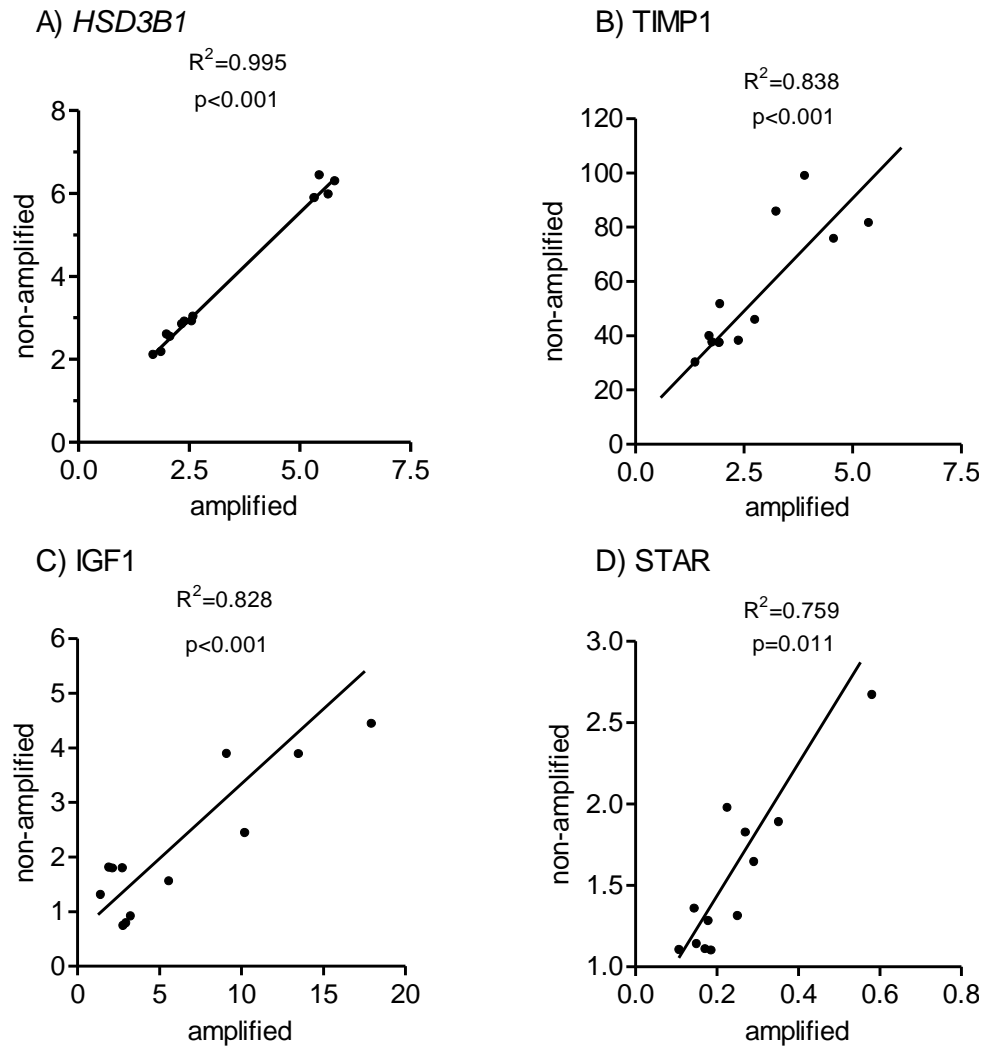 A) HSD3B1
R²=0.995
p<0.001
non-amplified
8
6
4
2
0
0.0 2.5 5.0 7.5
amplified
B) TIMP1
R²=0.838
p<0.001
non-amplified
120
100
80
60
40
20
0
0.0 2.5 5.0 7.5
amplified
C) IGF1
R²=0.828
p<0.001
non-amplified
6
5
4
3
2
1
0
0 5 10 15 20
amplified
D) STAR
R²=0.759
p=0.011
non-amplified
3.0
2.5
2.0
1.5
1.0
0.0 0.2 0.4 0.6 0.8
amplified